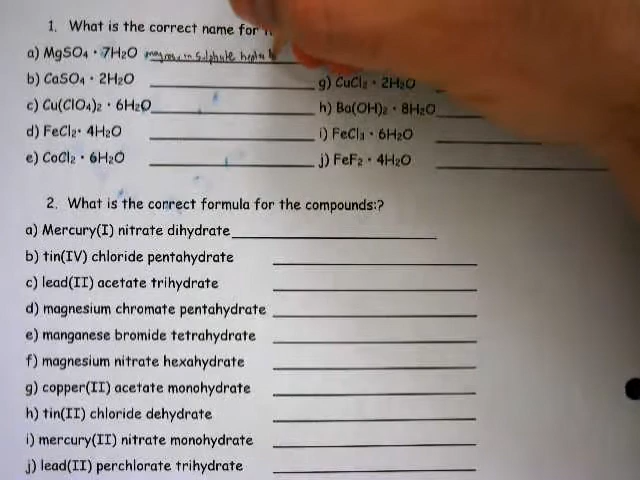 1. What is the correct name for
a) MgSO4 · 7H2O magnesium sulphate hepta
b) CaSO4 · 2H2O
c) Cu(ClO4)2 · 6H2O
d) FeCl2· 4H2O
e) CoCl2 · 6H2O
g) CuCl2 · 2H2O
h) Ba(OH)2 · 8H2O
i) FeCl3 · 6H2O
j) FeF2 · 4H2O
2. What is the correct formula for the compounds:?
a) Mercury(I) nitrate dihydrate
b) tin(IV) chloride pentahydrate
c) lead(II) acetate trihydrate
d) magnesium chromate pentahydrate
e) manganese bromide tetrahydrate
f) magnesium nitrate hexahydrate
g) copper(II) acetate monohydrate
h) tin(II) chloride dehydrate
i) mercury(II) nitrate monohydrate
j) lead(II) perchlorate trihydrate